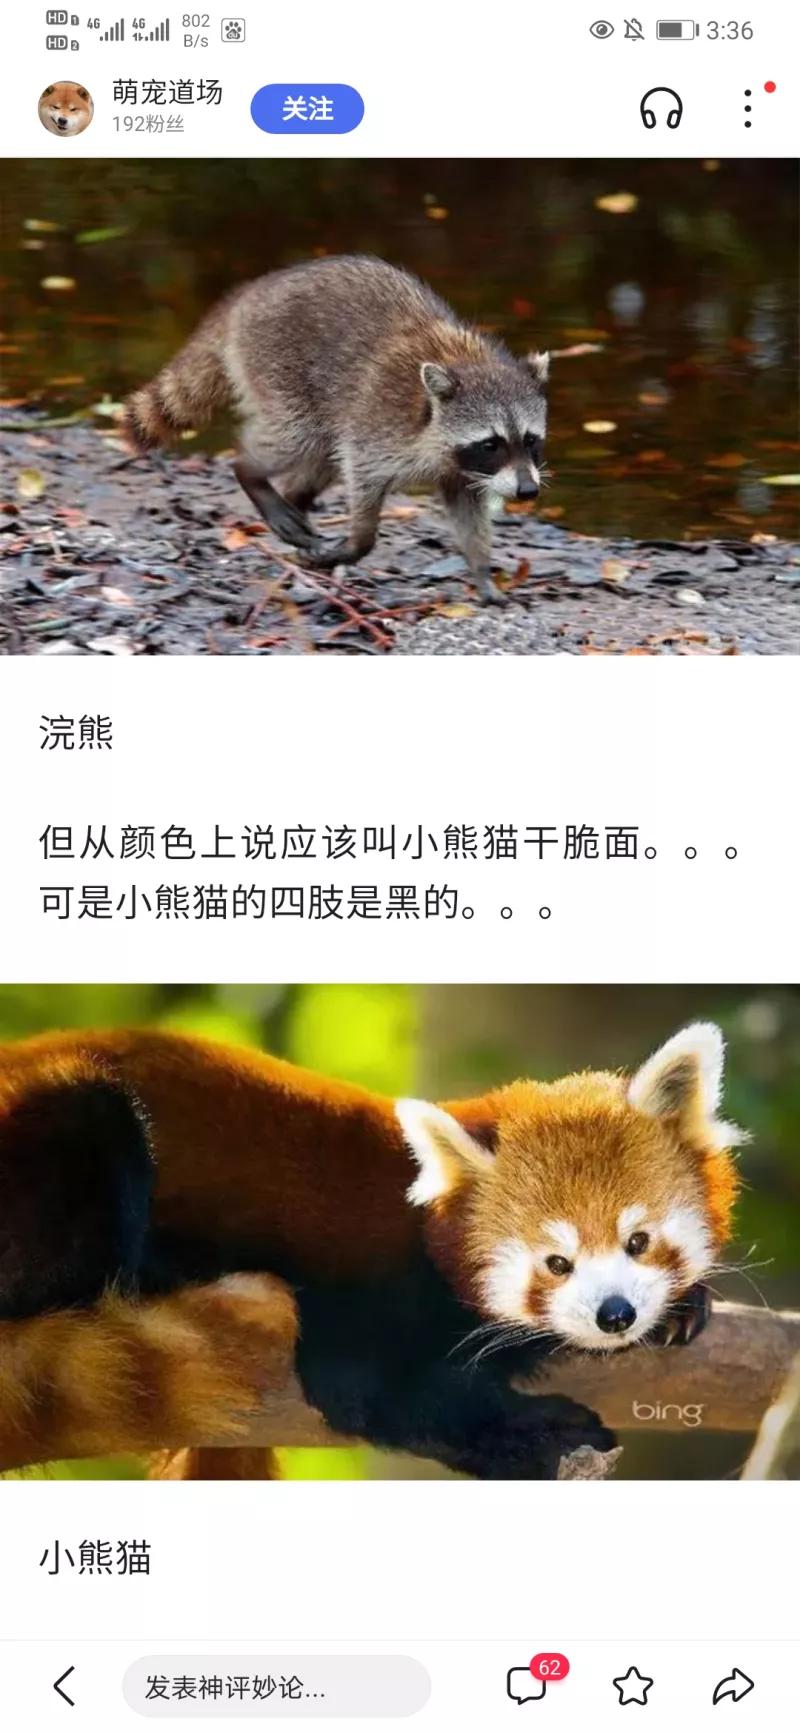 HD 1 4G 4G 802 4:36
HD 2 B/s
萌宠道场
192粉丝
关注
浣熊
但从颜色上说应该叫小熊猫干脆面。。。
可是小熊猫的四肢是黑的。。。
bing
小熊猫
发表神评妙论...
62